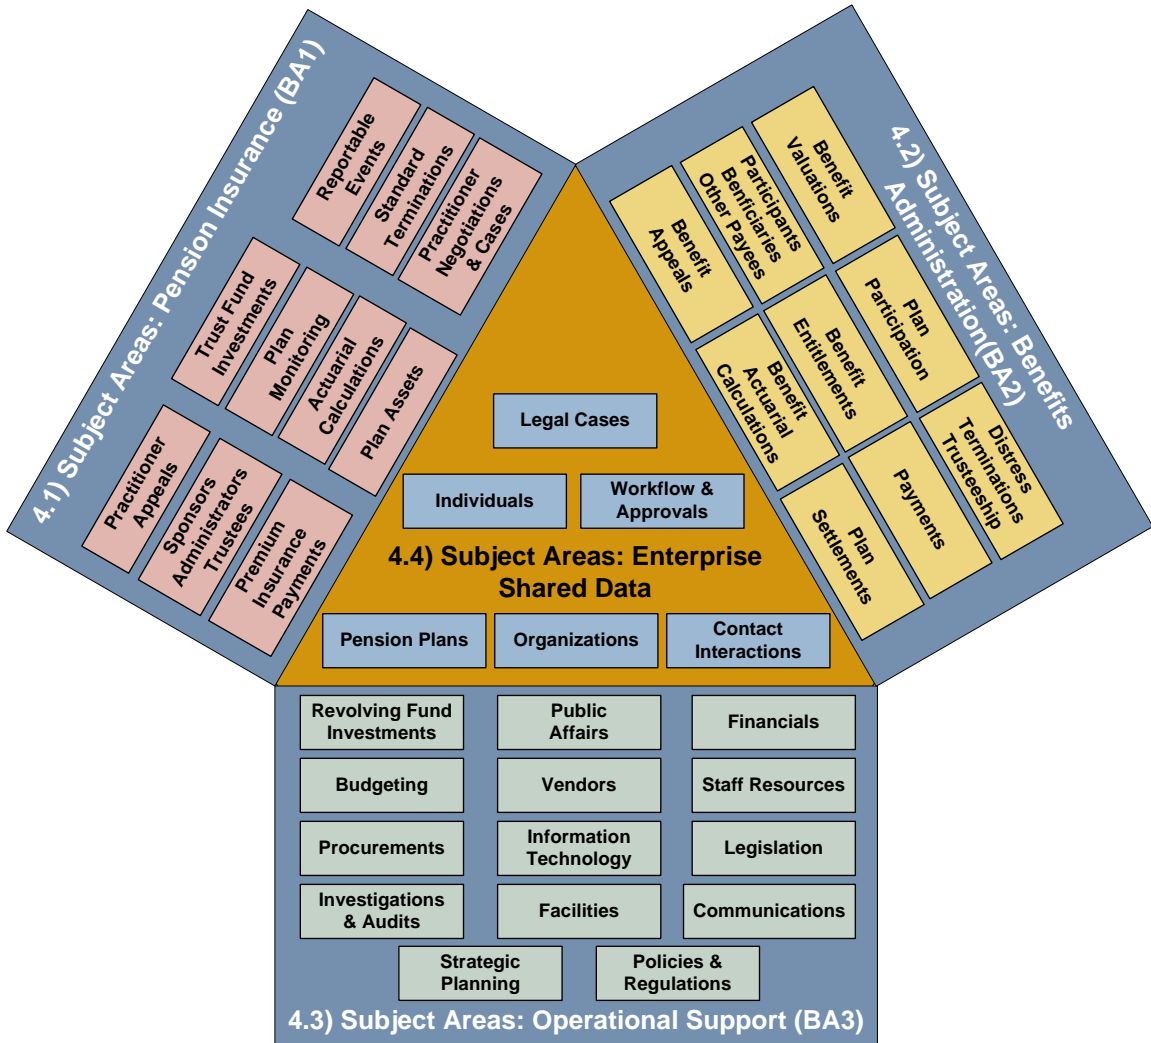 4.1) Subject Areas: Pension Insurance (BA1)
Reportable
Events
Standard
Terminations
Practitioner
Negotiations
& Cases
Trust Fund
Investments
Plan
Monitoring
Actuarial
Calculations
Plan Assets
Practitioner
Appeals
Sponsors
Administrators
Trustees
Premium
Insurance
Payments
4.2) Subject Areas: Benefits
Administration(BA2)
Benefit
Valuations
Participants
Benficiaries
Other Payees
Benefit
Appeals
Plan
Participation
Benefit
Entitlements
Benefit
Actuarial
Calculations
Distress
Terminations
Trusteeship
Payments
Plan
Settlements
Legal Cases
Individuals
Workflow &
Approvals
4.4) Subject Areas: Enterprise
Shared Data
Pension Plans
Organizations
Contact
Interactions
Revolving Fund
Investments
Public
Affairs
Financials
Budgeting
Vendors
Staff Resources
Procurements
Information
Technology
Legislation
Investigations
& Audits
Facilities
Communications
Strategic
Planning
Policies &
Regulations
4.3) Subject Areas: Operational Support (BA3)